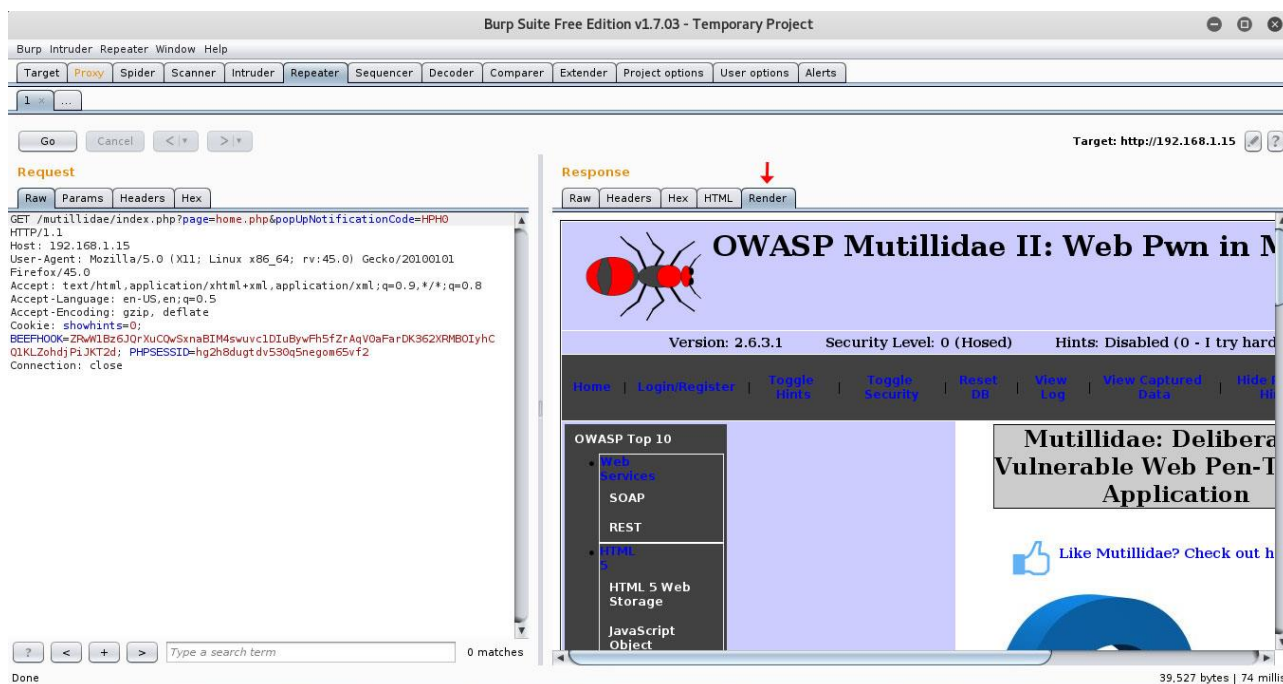 Burp Suite Free Edition v1.7.03 - Temporary Project
Burp Intruder Repeater Window Help
Target Proxy Spider Scanner Intruder Repeater Sequencer Decoder Comparer Extender Project options User options Alerts
1 × ...
Go Cancel < > Target: http://192.168.1.15 ?
Request
Raw Params Headers Hex
GET /mutillidae/index.php?page=home.php&popUpNotificationCode=HPH0
HTTP/1.1
Host: 192.168.1.15
User-Agent: Mozilla/5.0 (X11; Linux x86_64; rv:45.0) Gecko/20100101
Firefox/45.0
Accept: text/html,application/xhtml+xml,application/xml;q=0.9,*/*;q=0.8
Accept-Language: en-US,en;q=0.5
Accept-Encoding: gzip, deflate
Cookie: showhints=0;
BEEFHOOK=ZRwW1Bz6JQrXuCQwSxnaBIM4swuvc1DIuBywFh5fZrAqV0aFarDK362XRMBOIyhC
Q1KLZohdjPiJKT2d; PHPSESSID=hg2h8dugtdv530q5negom65vf2
Connection: close
? < + > Type a search term 0 matches
Done
Response
Raw Headers Hex HTML Render
OWASP Mutillidae II: Web Pwn in M
Version: 2.6.3.1 Security Level: 0 (Hosed) Hints: Disabled (0 - I try hard
Home | Login/Register | Toggle Hints | Toggle Security | Reset DB | View Log | View Captured Data | Hide
OWASP Top 10
Web
Services
SOAP
REST
HTML
5
HTML 5 Web
Storage
JavaScript
Object
Mutillidae: Delibera
Vulnerable Web Pen-T
Application
Like Mutillidae? Check out h
39,527 bytes | 74 millis